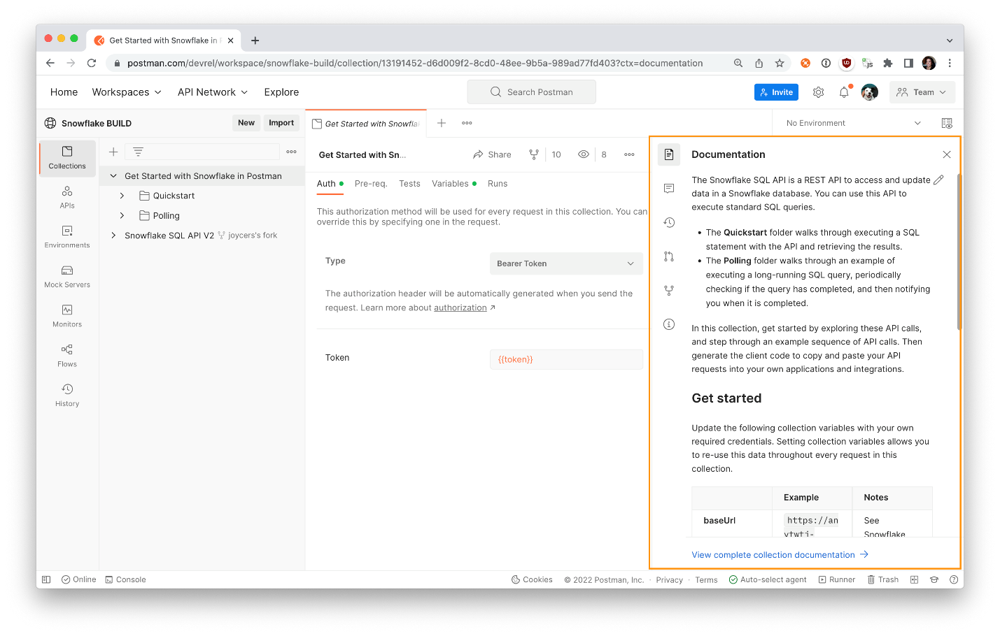 Get Started with Snowflake in
postman.com/devrel/workspace/snowflake-build/collection/13191452-d6d009f2-8cd0-48ee-9b5a-989ad77fd403?ctx=documentation
Home Workspaces API Network Explore
Search Postman
Invite
Team
Snowflake BUILD
New Import
Get Started with Snowfla
No Environment
Collections
APIs
Environments
Mock Servers
Monitors
Flows
History
Get Started with Snowflake in Postman
Quickstart
Polling
Snowflake SQL API V2 joycers's fork
Get Started with Sn...
Share 10 8
Auth Pre-req. Tests Variables Runs
This authorization method will be used for every request in this collection. You can
override this by specifying one in the request.
Type
Bearer Token
The authorization header will be automatically generated when you send the
request. Learn more about authorization ↗
Token
{{token}}
Documentation
The Snowflake SQL API is a REST API to access and update
data in a Snowflake database. You can use this API to
execute standard SQL queries.
• The Quickstart folder walks through executing a SQL
statement with the API and retrieving the results.
• The Polling folder walks through an example of
executing a long-running SQL query, periodically
checking if the query has completed, and then notifying
you when it is completed.
In this collection, get started by exploring these API calls,
and step through an example sequence of API calls. Then
generate the client code to copy and paste your API
requests into your own applications and integrations.
Get started
Update the following collection variables with your own
required credentials. Setting collection variables allows you
to re-use this data throughout every request in this
collection.
Example Notes
baseUrl https://an See
ytwtj- Snowflake
View complete collection documentation →
Online Console
Cookies © 2022 Postman, Inc. · Privacy · Terms
Auto-select agent Runner Trash